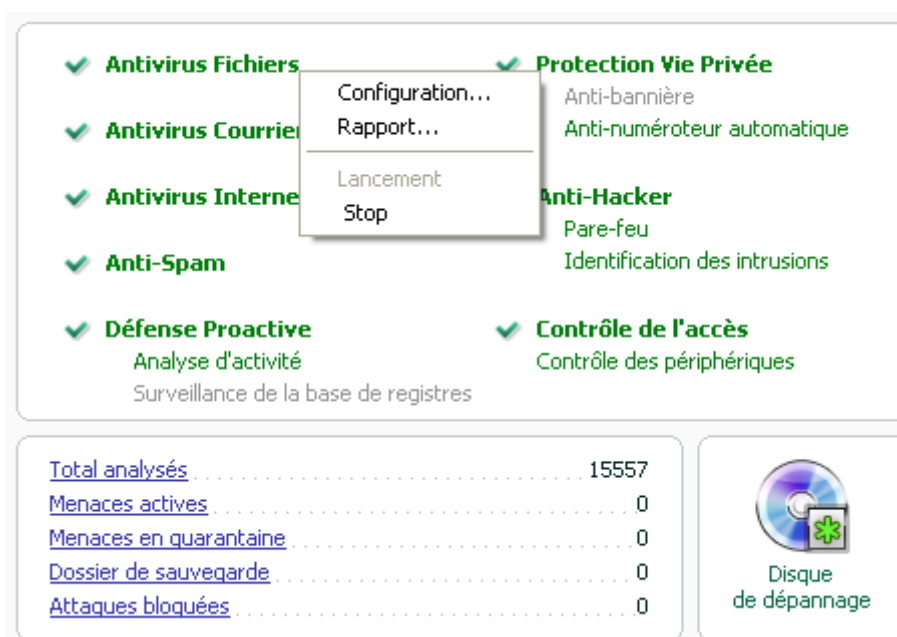 Antivirus Fichiers
Configuration...
Rapport...
Lancement
Stop
Antivirus Courrie
Antivirus Interne
Anti-Spam
Défense Proactive
Analyse d'activité
Surveillance de la base de registres
Protection Vie Privée
Anti-bannière
Anti-numéroteur automatique
Anti-Hacker
Pare-feu
Identification des intrusions
Contrôle de l'accès
Contrôle des périphériques
Total analysés 15557
Menaces actives 0
Menaces en quarantaine 0
Dossier de sauvegarde 0
Attaques bloquées 0
Disque
de dépannage